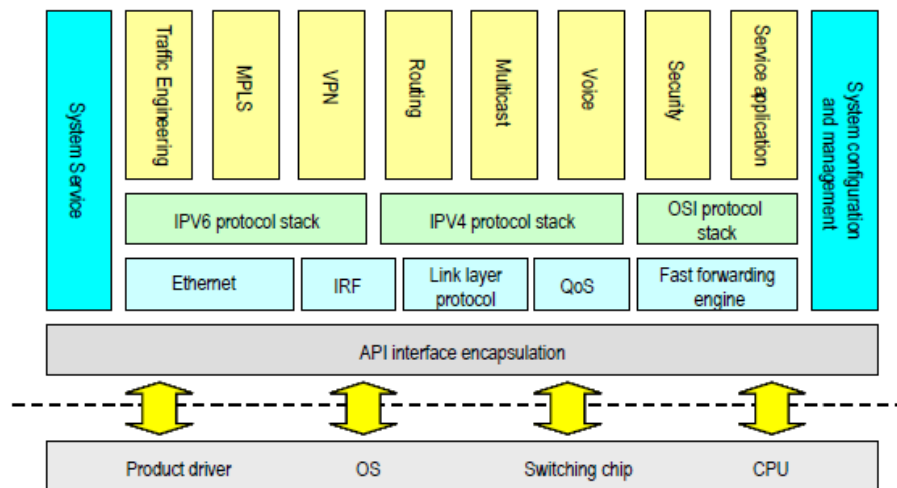 System Service
Traffic Engineering
MPLS
VPN
Routing
Multicast
Voice
Security
Service application
System configuration
and management
IPV6 protocol stack
IPV4 protocol stack
OSI protocol
stack
Ethernet
IRF
Link layer
protocol
QoS
Fast forwarding
engine
API interface encapsulation
Product driver
OS
Switching chip
CPU